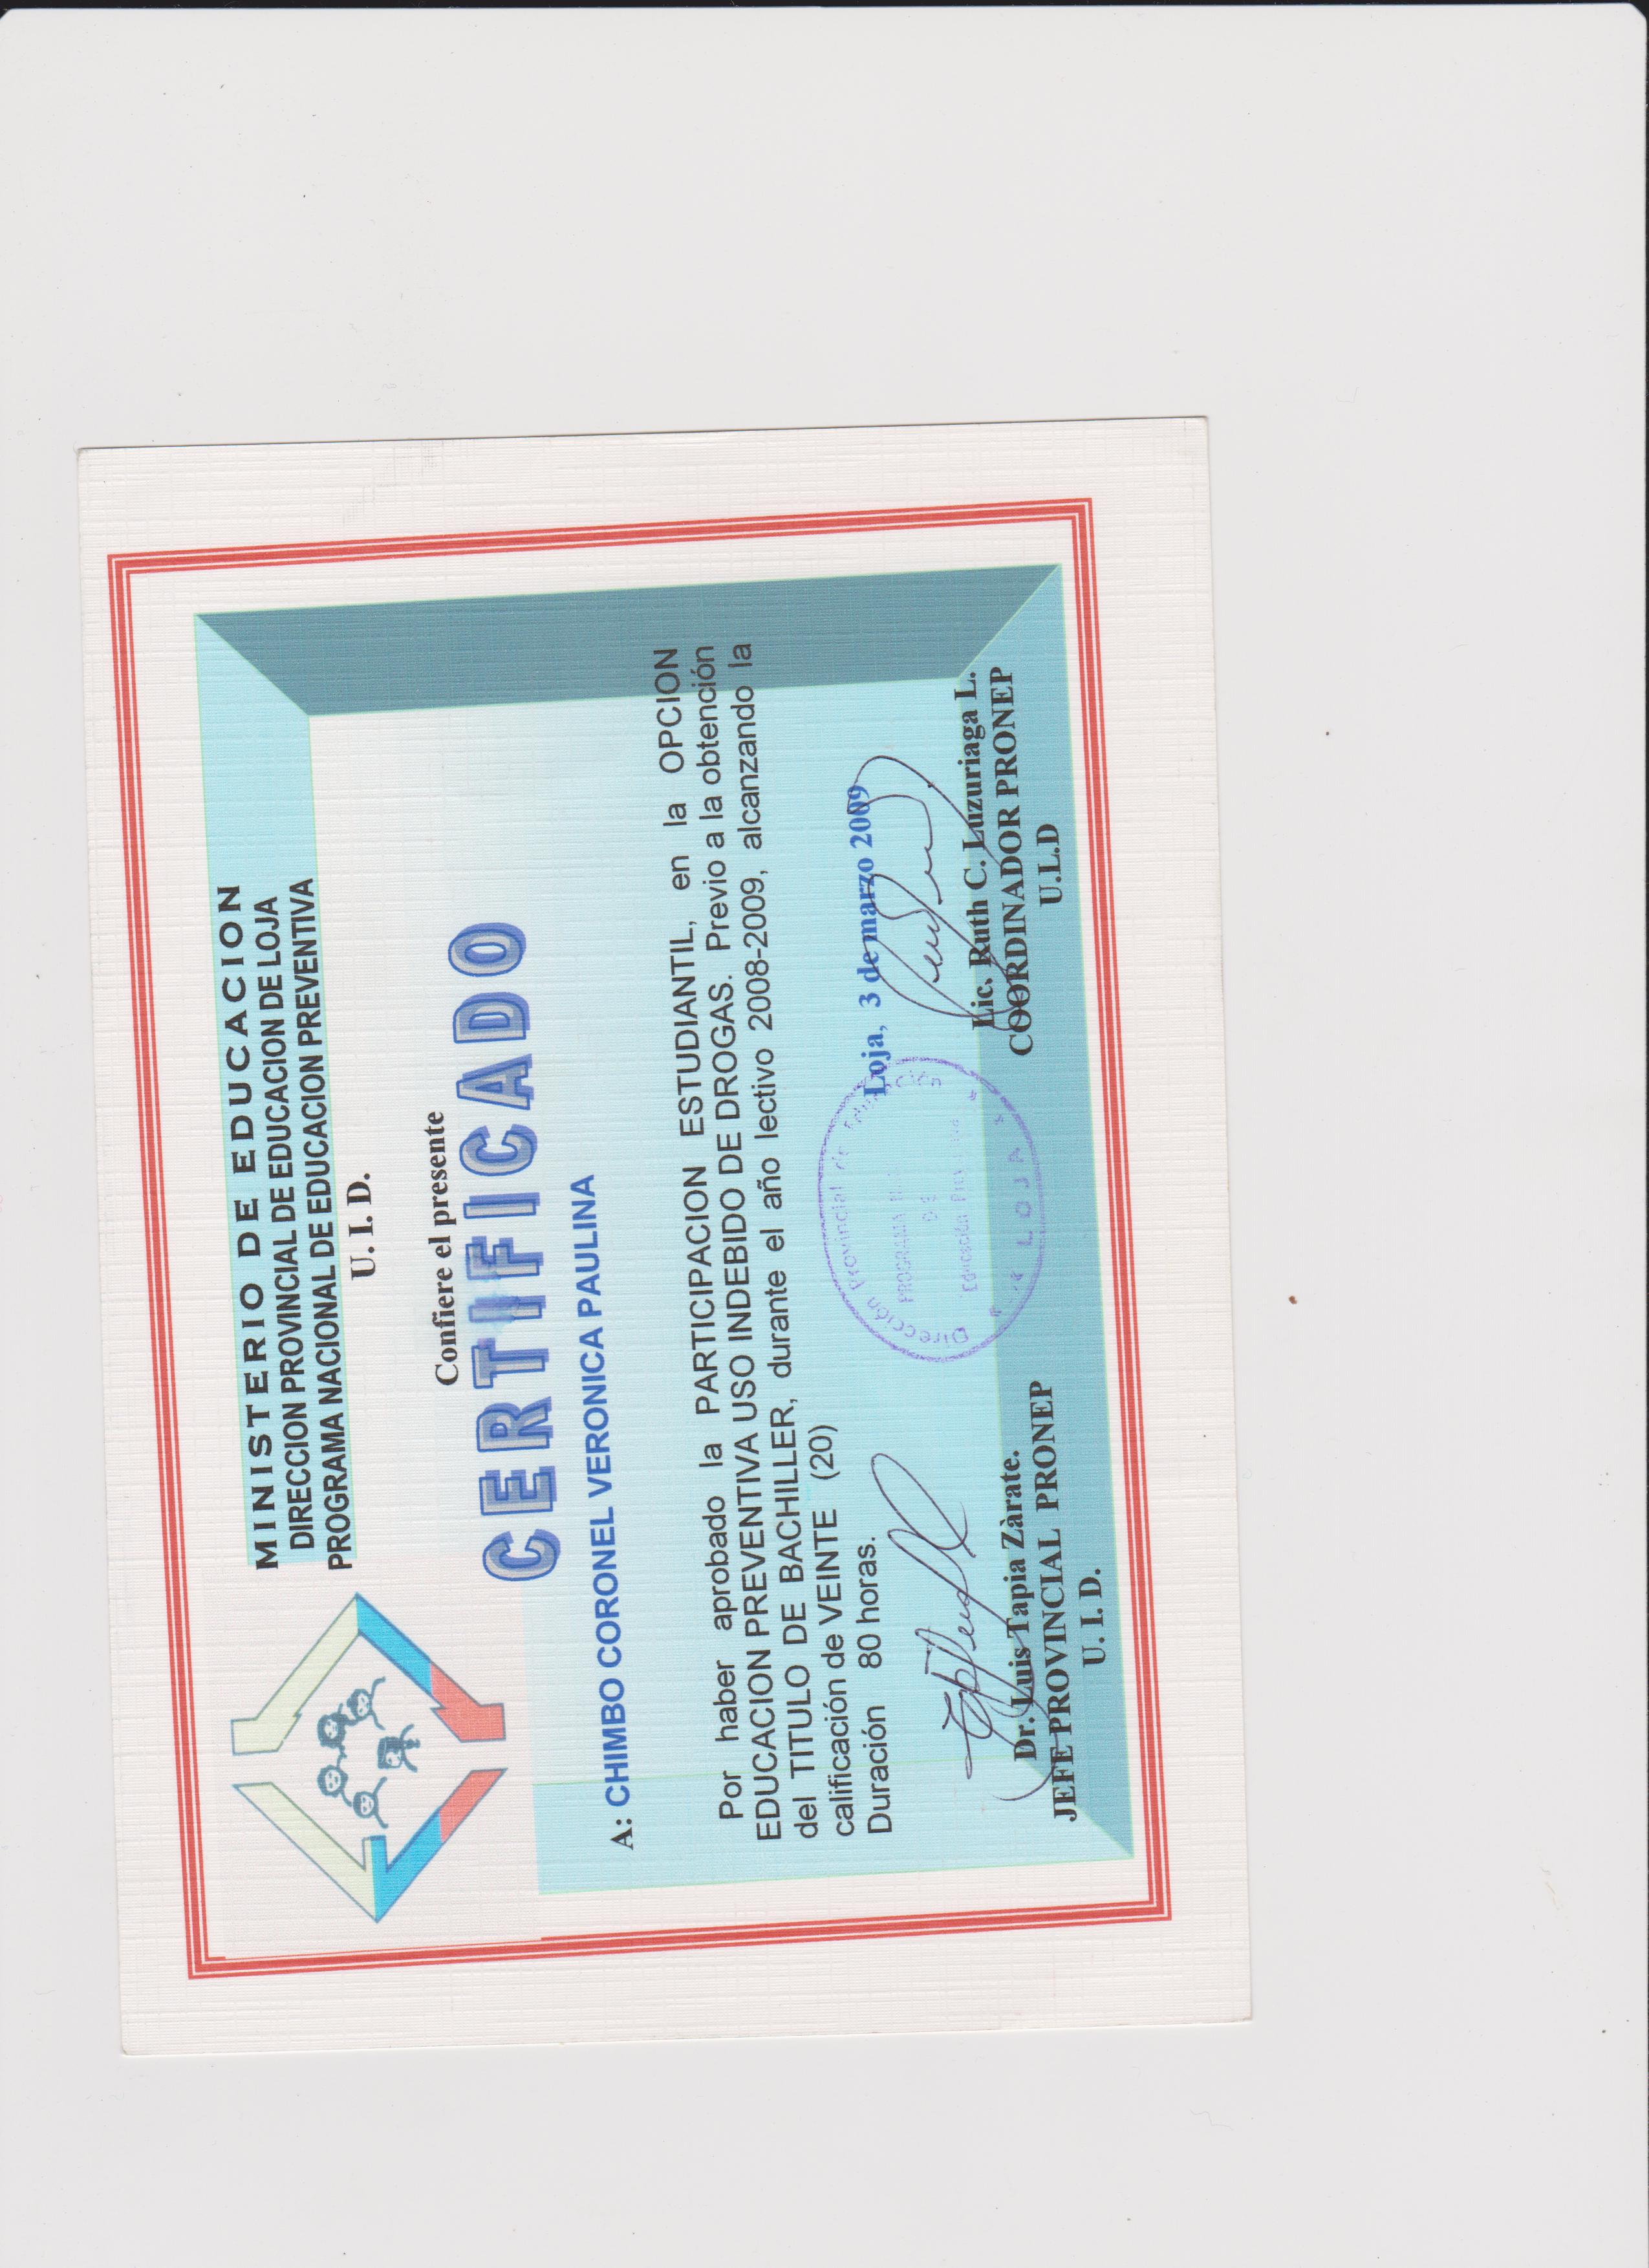 MINISTERIO DE EDUCACION
DIRECCION PROVINCIAL DE EDUCACION DE LOJA
PROGRAMA NACIONAL DE EDUCACION PREVENTIVA
U. I. D.
Confiere el presente
CERTIFICADO
A: CHIMBO CORONEL VERONICA PAULINA
Por haber aprobado la PARTICIPACION ESTUDIANTIL, en la OPCION
EDUCACION PREVENTIVA USO INDEBIDO DE DROGAS. Previo a la obtención
del TITULO DE BACHILLER, durante el año lectivo 2008-2009, alcanzando la
calificación de VEINTE (20)
Duración 80 horas.
Loja, 3 de marzo 2009
Dirección Provincial de Educación
PROGRAMA
DE
Educación
LOJA
Dr. Luis Tapia Zàrate.
JEFE PROVINCIAL PRONEP
U. I. D.
Lic. Ruth C. Luzuriaga L.
COORDINADOR PRONEP
U.I.D